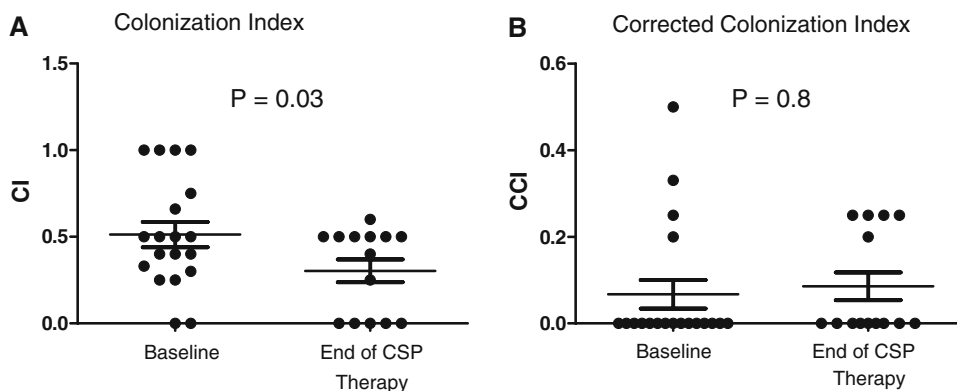 A
Colonization Index
P = 0.03
CI
1.5
1.0
0.5
0.0
Baseline
End of CSP
Therapy
B
Corrected Colonization Index
P = 0.8
CCI
0.6
0.4
0.2
0.0
Baseline
End of CSP
Therapy